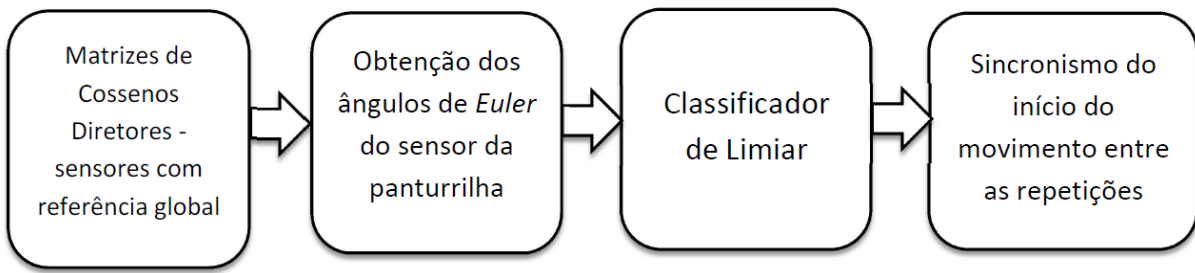 Matrizes de
Cossenos
Diretores -
sensores com
referência global
Obtenção dos
ângulos de Euler
do sensor da
panturrilha
Classificador
de Limiar
Sincronismo do
início do
movimento entre
as repetições